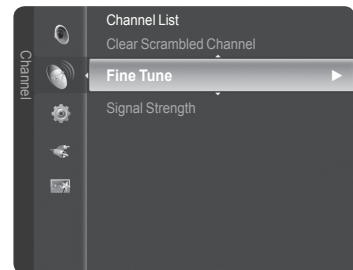 Channel
Channel List
Clear Scrambled Channel
Fine Tune
Signal Strength